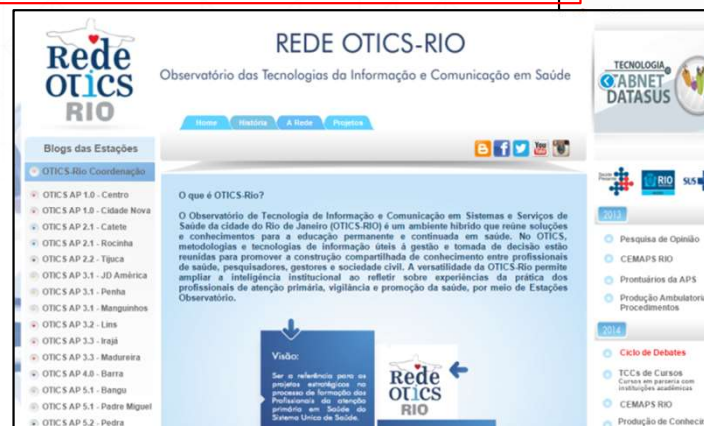 Rede
OTICS
RIO
REDE OTICS-RIO
Observatório das Tecnologias da Informação e Comunicação em Saúde
Home
História
A Rede
Projetos
TECNOLOGIA
TABNET
DATASUS
Blogs das Estações
OTICS-Rio Coordenação
OTICS AP 1.0 - Centro
OTICS AP 1.0 - Cidade Nova
OTICS AP 2.1 - Catete
OTICS AP 2.1 - Rocinha
OTICS AP 2.2 - Tijuca
OTICS AP 3.1 - JD América
OTICS AP 3.1 - Penha
OTICS AP 3.1 - Manguinhos
OTICS AP 3.2 - Lins
OTICS AP 3.3 - Irajá
OTICS AP 3.3 - Madureira
OTICS AP 4.0 - Barra
OTICS AP 5.1 - Bangu
OTICS AP 5.1 - Padre Miguel
OTICS AP 5.2 - Pedra
O que é OTICS-Rio?
O Observatório de Tecnologia de Informação e Comunicação em Sistemas e Serviços de
Saúde da cidade do Rio de Janeiro (OTICS-RIO) é um ambiente híbrido que reúne soluções
e conhecimentos para a educação permanente e continuada em saúde. No OTICS,
metodologias e tecnologias de informação úteis à gestão e tomada de decisão estão
reunidas para promover a construção compartilhada de conhecimento entre profissionais
de saúde, pesquisadores, gestores e sociedade civil. A versatilidade da OTICS-Rio permite
ampliar a inteligência institucional ao refletir sobre experiências da prática dos
profissionais de atenção primária, vigilância e promoção da saúde, por meio de Estações
Observatório.
Visão:
Ser a referência para os
projetos estratégicos no
processo de formação dos
Profissionais da atenção
primária em Saúde do
Sistema Único de Saúde.
Rede
OTICS
RIO
RIO
SUS
2013
Pesquisa de Opinião
CEMAPS RIO
Prontuários da APS
Produção Ambulatoria
Procedimentos
2014
Ciclo de Debates
TCCs de Cursos
Cursos em parceria com
instituições acadêmicas
CEMAPS RIO
Produção de Conhecin